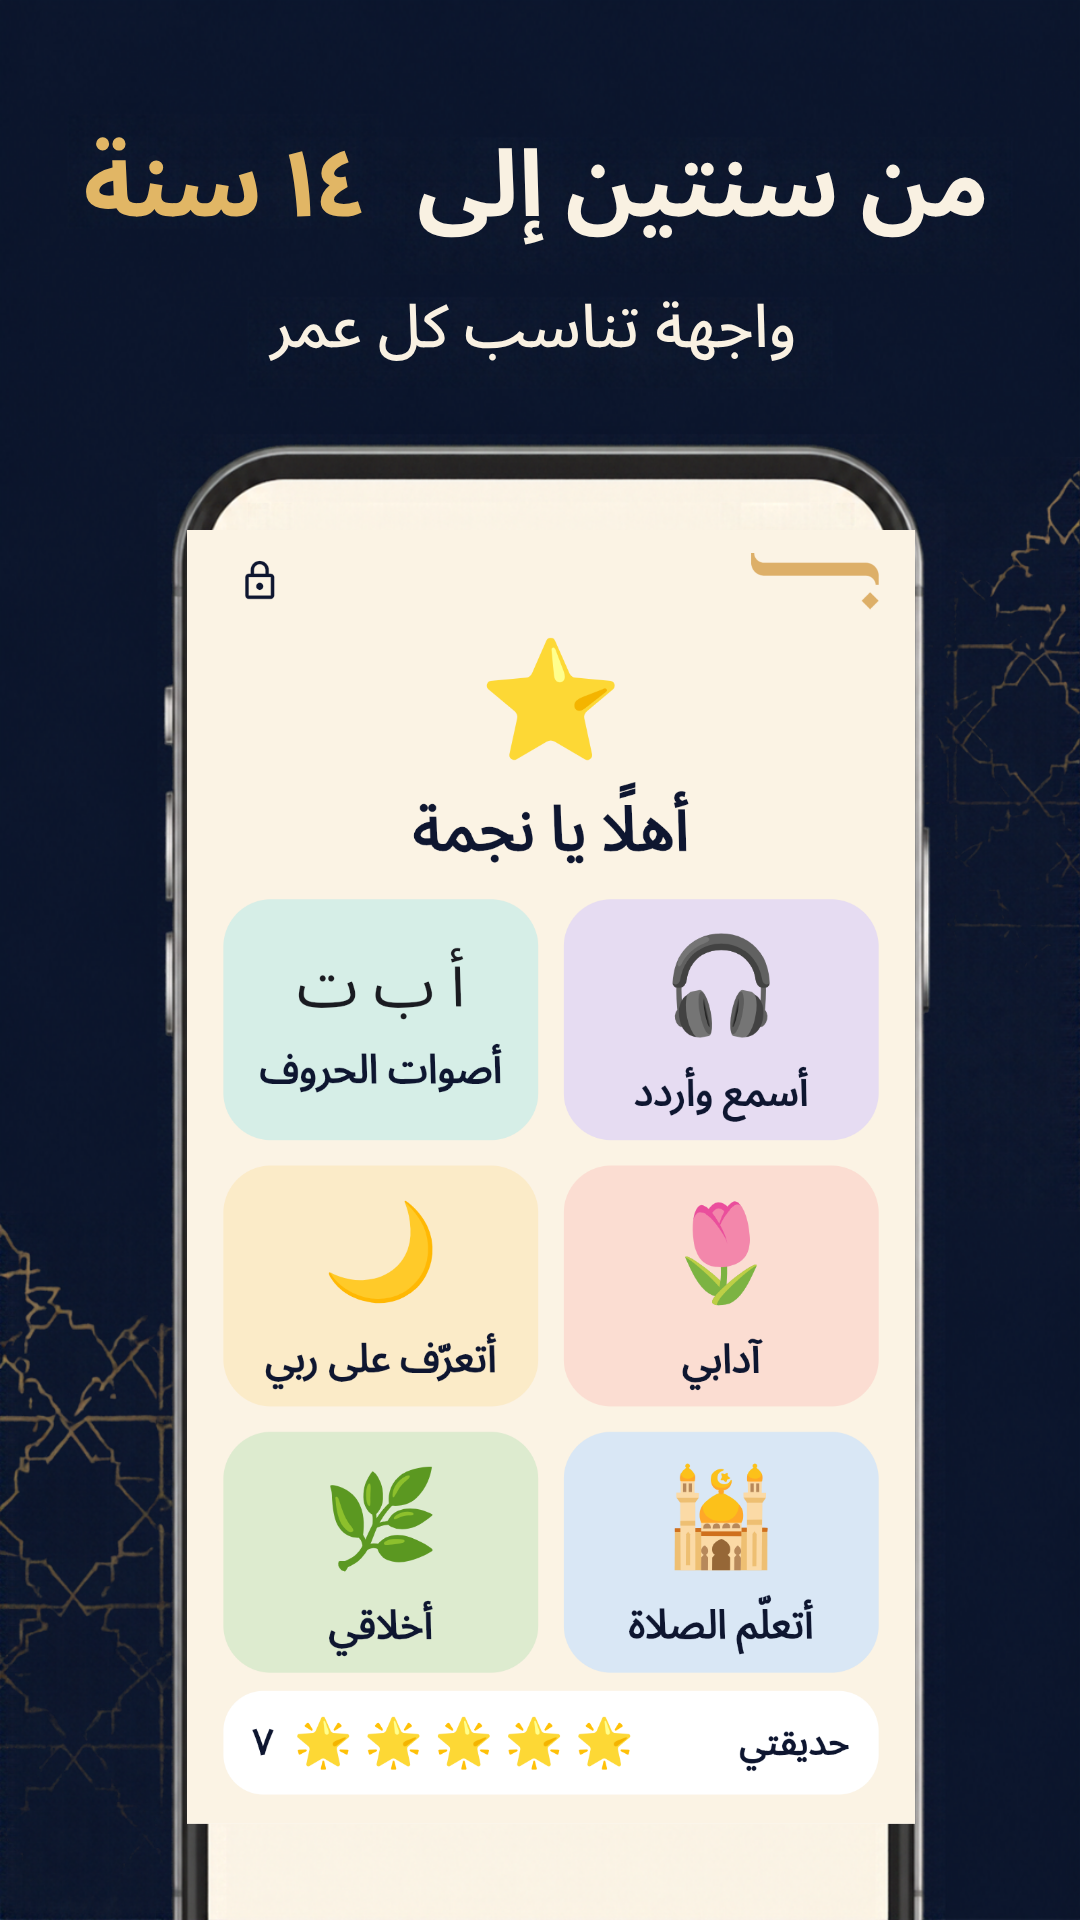 من سنتين إلى ١٤ سنة
واجهة تناسب كل عمر
أهلًا يا نجمة
أسمع وأردد
أ ب ت
أصوات الحروف
آدابي
أتعرّف على ربي
أتعلّم الصلاة
أخلاقي
حديقتي ٧